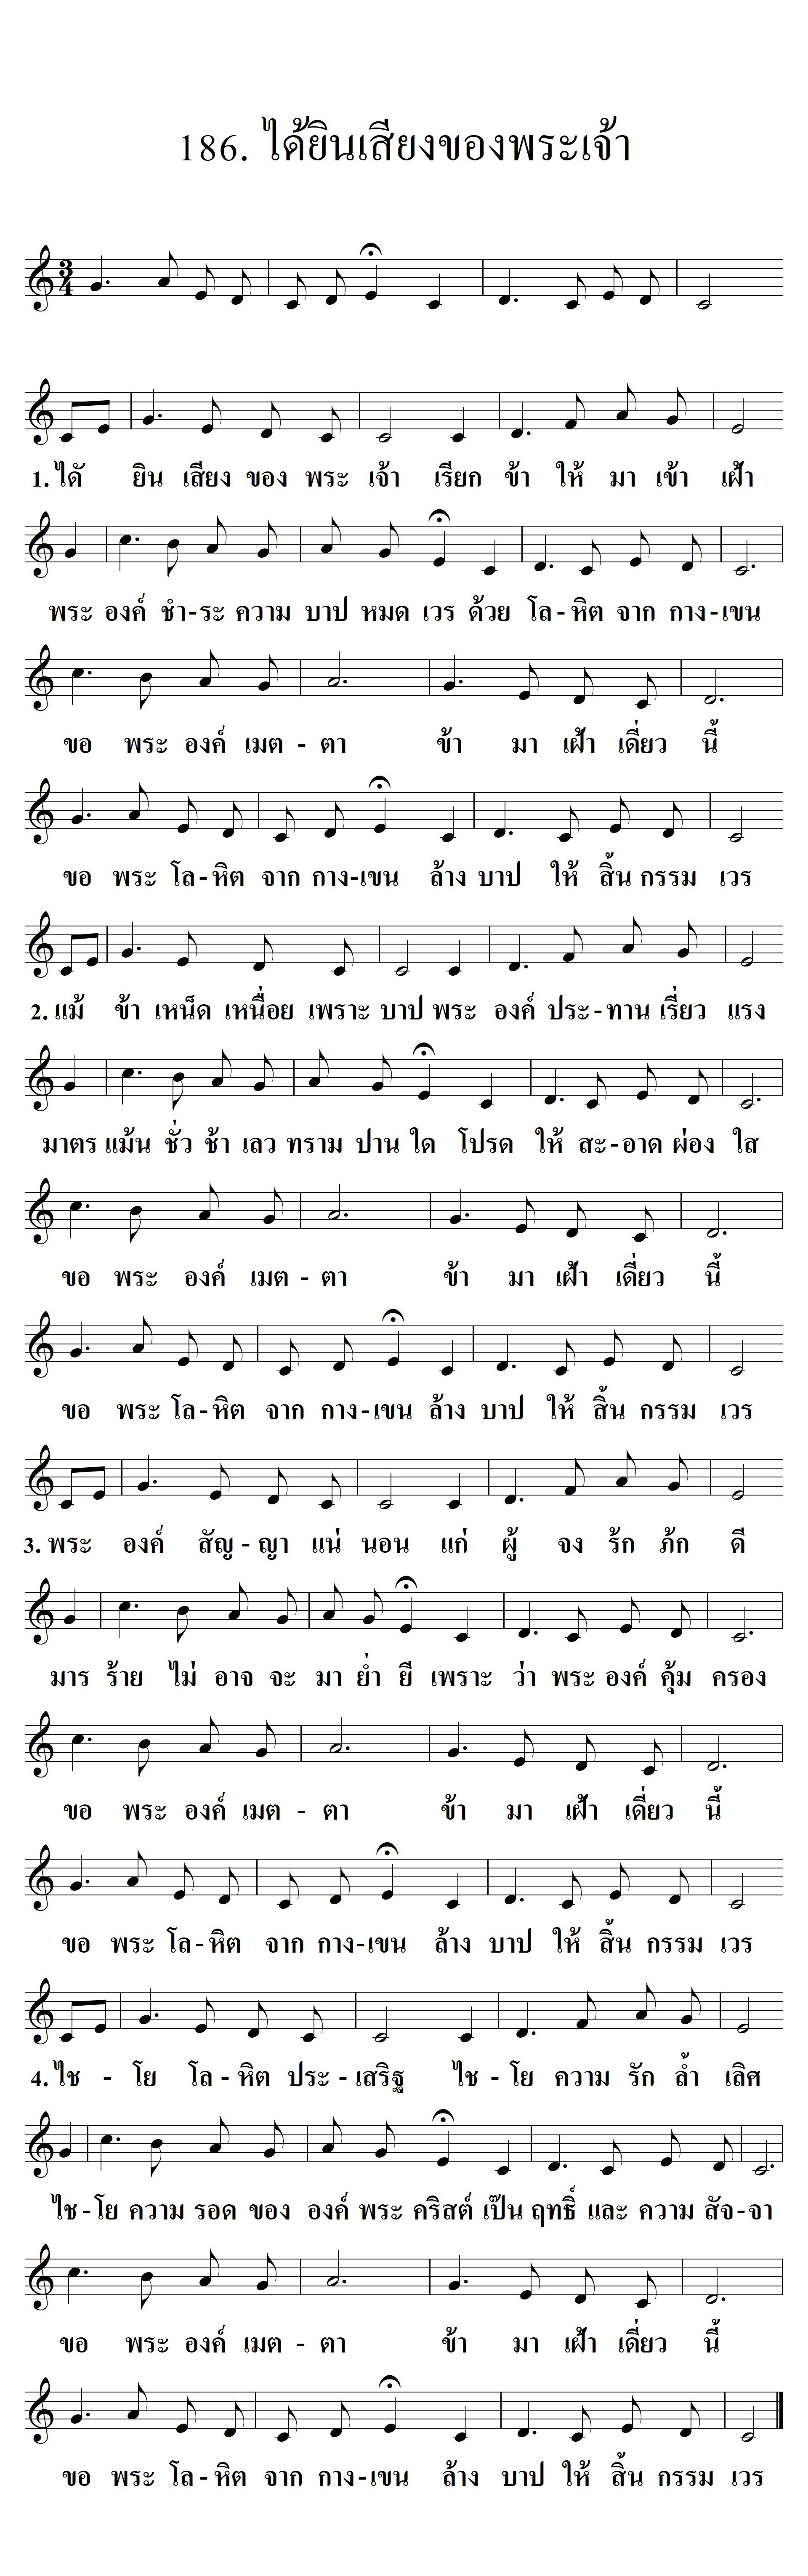 186. ได้ยินเสียงของพระเจ้า
1. ได้ ยิน เสียง ของ พระ เจ้า เรียก ข้า ให้ มา เข้า เฝ้า
พระ องค์ ชำ-ระ ความ บาป หมด เวร ด้วย โล-หิต จาก กาง-เขน
ขอ พระ องค์ เมต - ตา ข้า มา เฝ้า เดี่ยว นี้
ขอ พระ โล-หิต จาก กาง-เขน ล้าง บาป ให้ สิ้น กรรม เวร
2. แม้ ข้า เหน็ด เหนื่อย เพราะ บาป พระ องค์ ประ-ทาน เรี่ยว แรง
มาตร แม้น ชั่ว ช้า เลว ทราม ปาน ใด โปรด ให้ สะ-อาด ผ่อง ใส
ขอ พระ องค์ เมต - ตา ข้า มา เฝ้า เดี่ยว นี้
ขอ พระ โล-หิต จาก กาง-เขน ล้าง บาป ให้ สิ้น กรรม เวร
3. พระ องค์ สัญ - ญา แน่ นอน แก่ ผู้ จง รัก ภัก ดี
มาร ร้าย ไม่ อาจ จะ มา ย่ำ ยี เพราะ ว่า พระ องค์ คุ้ม ครอง
ขอ พระ องค์ เมต - ตา ข้า มา เฝ้า เดี่ยว นี้
ขอ พระ โล-หิต จาก กาง-เขน ล้าง บาป ให้ สิ้น กรรม เวร
4. ไช - โย โล - หิต ประ - เสริฐ ไช - โย ความ รัก ล้ำ เลิศ
ไช-โย ความ รอด ของ องค์ พระ คริสต์ เป็น ฤทธิ์ และ ความ สัจ-จา
ขอ พระ องค์ เมต - ตา ข้า มา เฝ้า เดี่ยว นี้
ขอ พระ โล-หิต จาก กาง-เขน ล้าง บาป ให้ สิ้น กรรม เวร